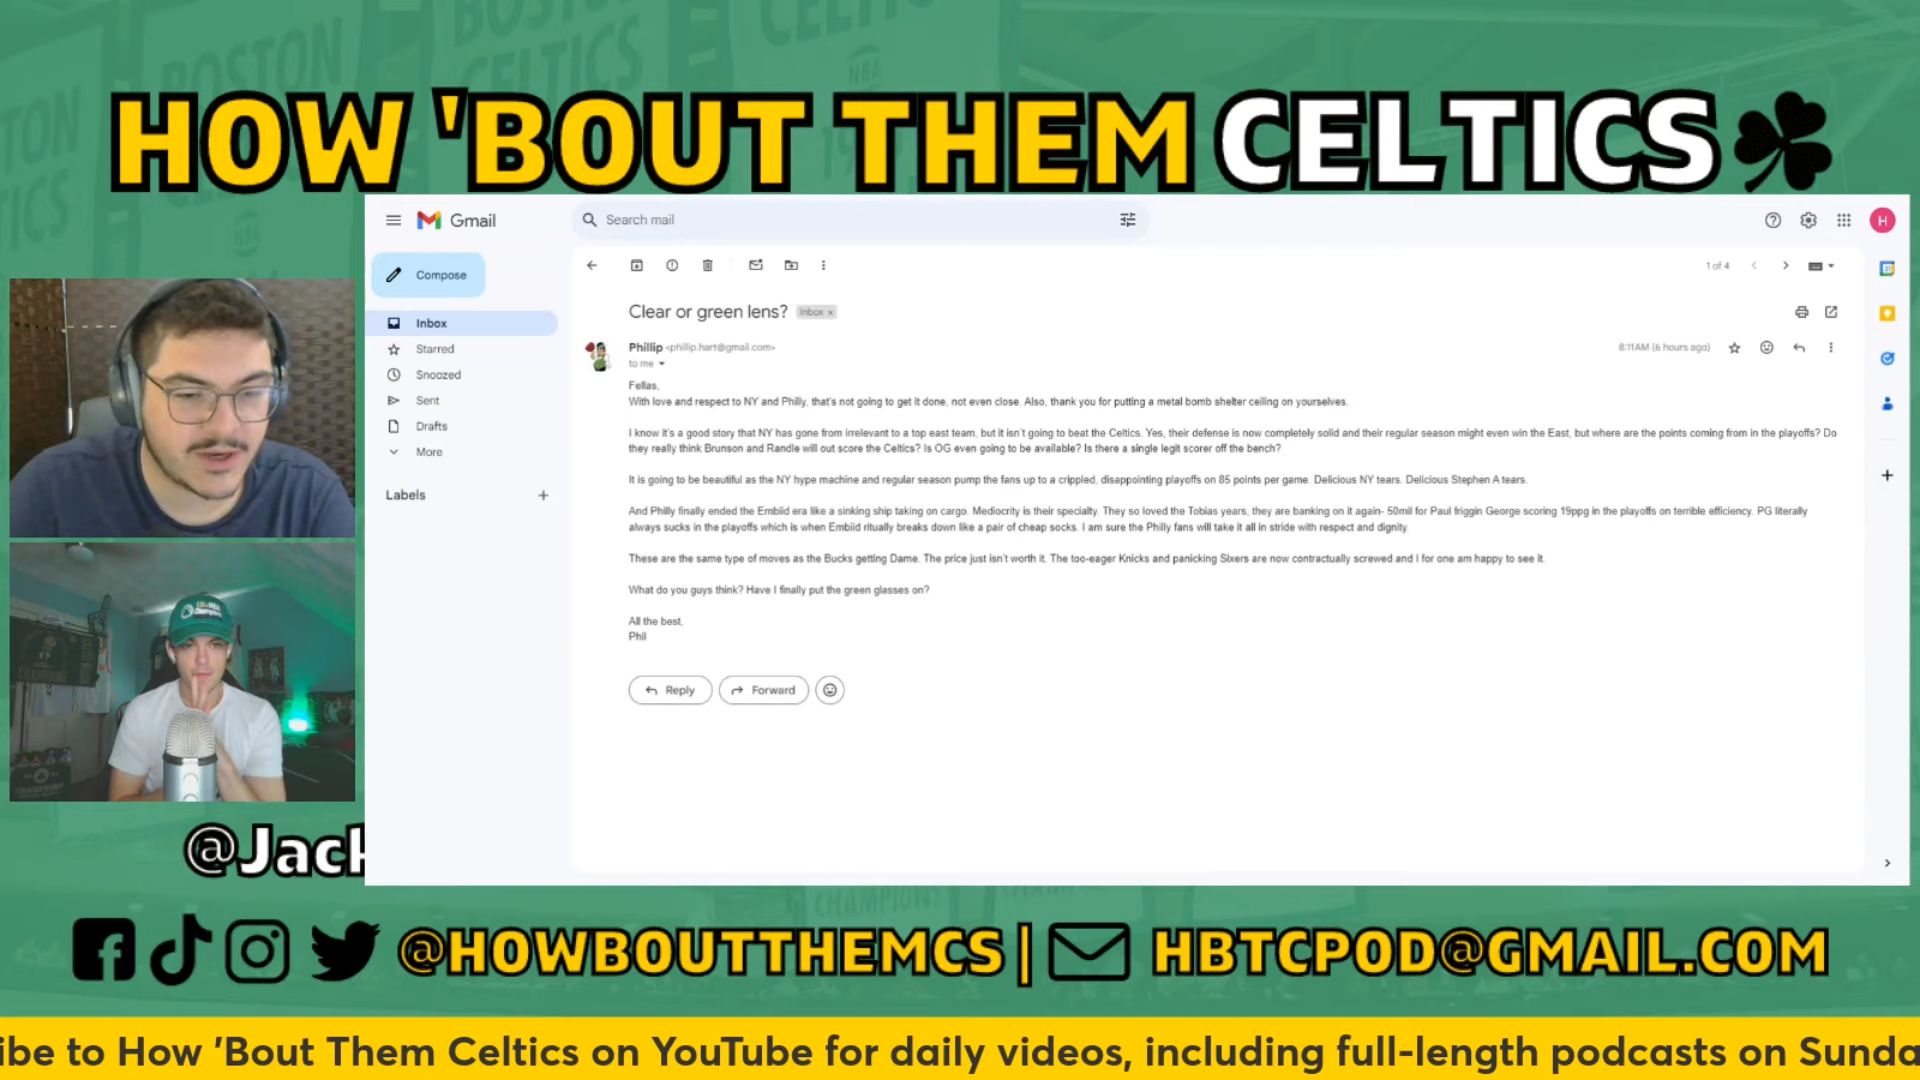 HOW 'BOUT THEM CELTICS
Gmail
Search mail
H
Compose
1 of 4
Inbox
Starred
Snoozed
Sent
Drafts
More
Labels
Clear or green lens?
Inbox x
Phillip <phillip.hart@gmail.com>
8:11AM (6 hours ago)
to me
Fellas,
With love and respect to NY and Philly, that's not going to get it done, not even close. Also, thank you for putting a metal bomb shelter ceiling on yourselves.
I know it's a good story that NY has gone from irrelevant to a top east team, but it isn't going to beat the Celtics. Yes, their defense is now completely solid and their regular season might even win the East, but where are the points coming from in the playoffs? Do
they really think Brunson and Randle will out score the Celtics? Is OG even going to be available? Is there a single legit scorer off the bench?
It is going to be beautiful as the NY hype machine and regular season pump the fans up to a crippled, disappointing playoffs on 85 points per game. Delicious NY tears. Delicious Stephen A tears.
And Philly finally ended the Embiid era like a sinking ship taking on cargo. Mediocrity is their specialty. They so loved the Tobias years, they are banking on it again- 50mil for Paul friggin George scoring 19ppg in the playoffs on terrible efficiency. PG literally
always sucks in the playoffs which is when Embiid ritually breaks down like a pair of cheap socks. I am sure the Philly fans will take it all in stride with respect and dignity.
These are the same type of moves as the Bucks getting Dame. The price just isn't worth it. The too-eager Knicks and panicking Sixers are now contractually screwed and I for one am happy to see it.
What do you guys think? Have I finally put the green glasses on?
All the best,
Phil
Reply
Forward
@Jack
@HOWBOUTTHEMCS | HBTCPOD@GMAIL.COM
ibe to How 'Bout Them Celtics on YouTube for daily videos, including full-length podcasts on Sunda